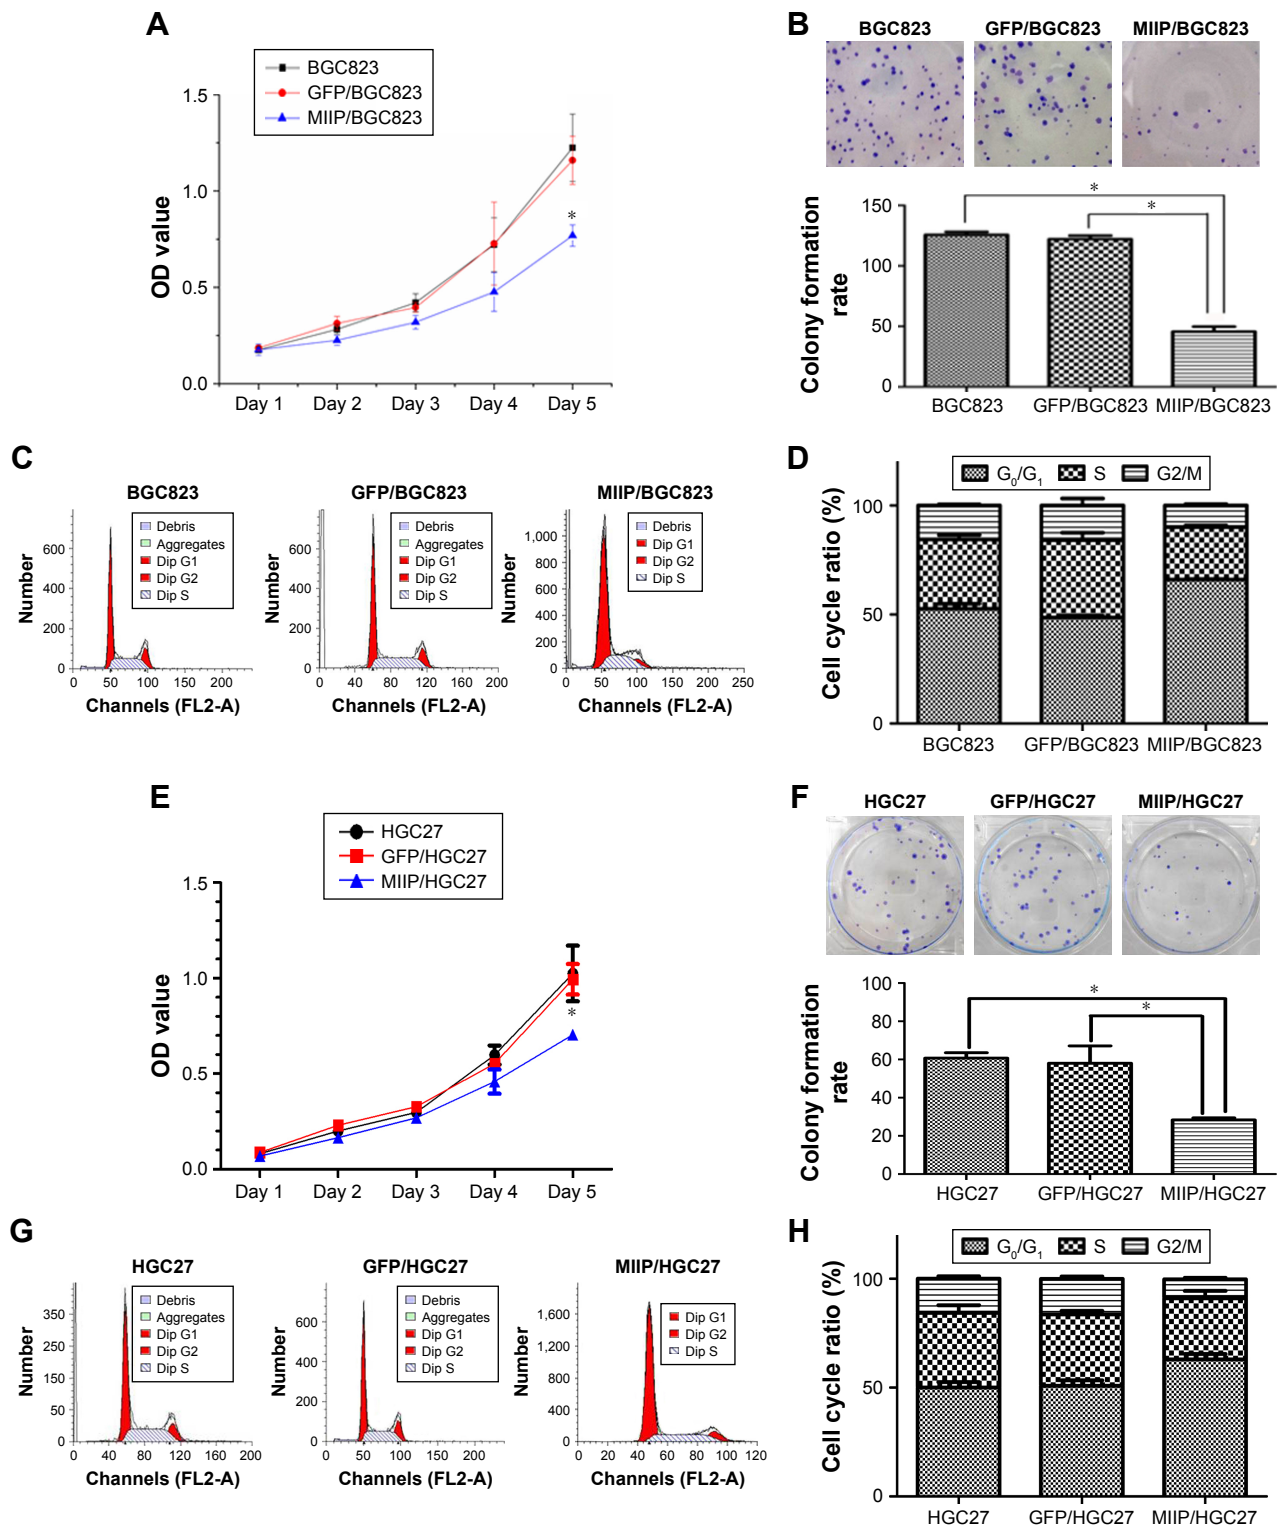 A
BGC823
GFP/BGC823
MIIP/BGC823
1.5
1.0
0.5
0.0
OD value
*
Day 1 Day 2 Day 3 Day 4 Day 5
B
BGC823 GFP/BGC823 MIIP/BGC823
Colony formation
rate
150
100
50
0
*
*
BGC823 GFP/BGC823 MIIP/BGC823
C
BGC823
Number
600
400
200
0
Debris
Aggregates
Dip G1
Dip G2
Dip S
0 50 100 150 200
Channels (FL2-A)
GFP/BGC823
Number
600
400
200
0
Debris
Aggregates
Dip G1
Dip G2
Dip S
0 40 80 120 160 200
Channels (FL2-A)
MIIP/BGC823
Number
1,000
800
600
400
200
0
Debris
Dip G1
Dip G2
Dip S
0 50 100 150 200 250
Channels (FL2-A)
D
G0/G1 S G2/M
Cell cycle ratio (%)
100
50
0
BGC823 GFP/BGC823 MIIP/BGC823
E
HGC27
GFP/HGC27
MIIP/HGC27
1.5
1.0
0.5
0.0
OD value
*
Day 1 Day 2 Day 3 Day 4 Day 5
F
HGC27 GFP/HGC27 MIIP/HGC27
Colony formation
rate
100
80
60
40
20
0
*
*
HGC27 GFP/HGC27 MIIP/HGC27
G
HGC27
Number
350
250
150
50
0
Debris
Aggregates
Dip G1
Dip G2
Dip S
0 40 80 120 160 200
Channels (FL2-A)
GFP/HGC27
Number
600
400
200
0
Debris
Aggregates
Dip G1
Dip G2
Dip S
0 50 100 150 200
Channels (FL2-A)
MIIP/HGC27
Number
1,600
1,200
800
400
0
Dip G1
Dip G2
Dip S
0 20 40 60 80 100 120
Channels (FL2-A)
H
G0/G1 S G2/M
Cell cycle ratio (%)
100
50
0
HGC27 GFP/HGC27 MIIP/HGC27